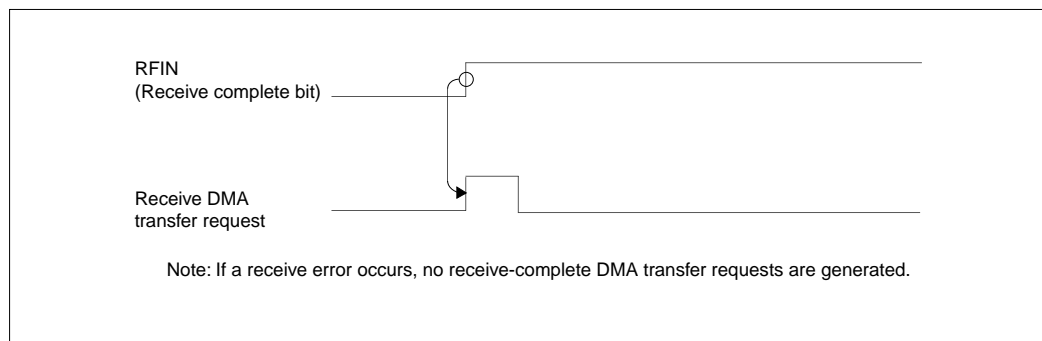 RFIN
(Receive complete bit)
Receive DMA
transfer request
Note: If a receive error occurs, no receive-complete DMA transfer requests are generated.